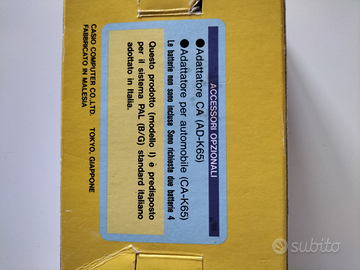 ACCESSORI OPZIONALI
● Adattatore CA (AD-K65)
● Adattatore per automobile (CA-K65)
Le batterie non sono incluse Sono richieste due batterie 4
Questo prodotto (modello I) è predisposto
per il sistema PAL (B/G) standard italiano
adottato in Italia.
CASIO COMPUTER CO.,LTD. TOKYO, GIAPPONE
FABBRICATO IN MALESIA
subito